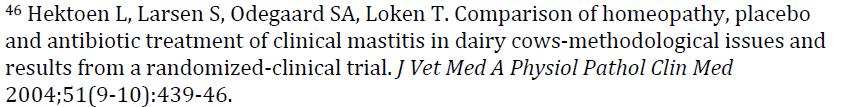 46 Hektoen L, Larsen S, Odegaard SA, Loken T. Comparison of homeopathy, placebo
and antibiotic treatment of clinical mastitis in dairy cows-methodological issues and
results from a randomized-clinical trial. J Vet Med A Physiol Pathol Clin Med
2004;51(9-10):439-46.